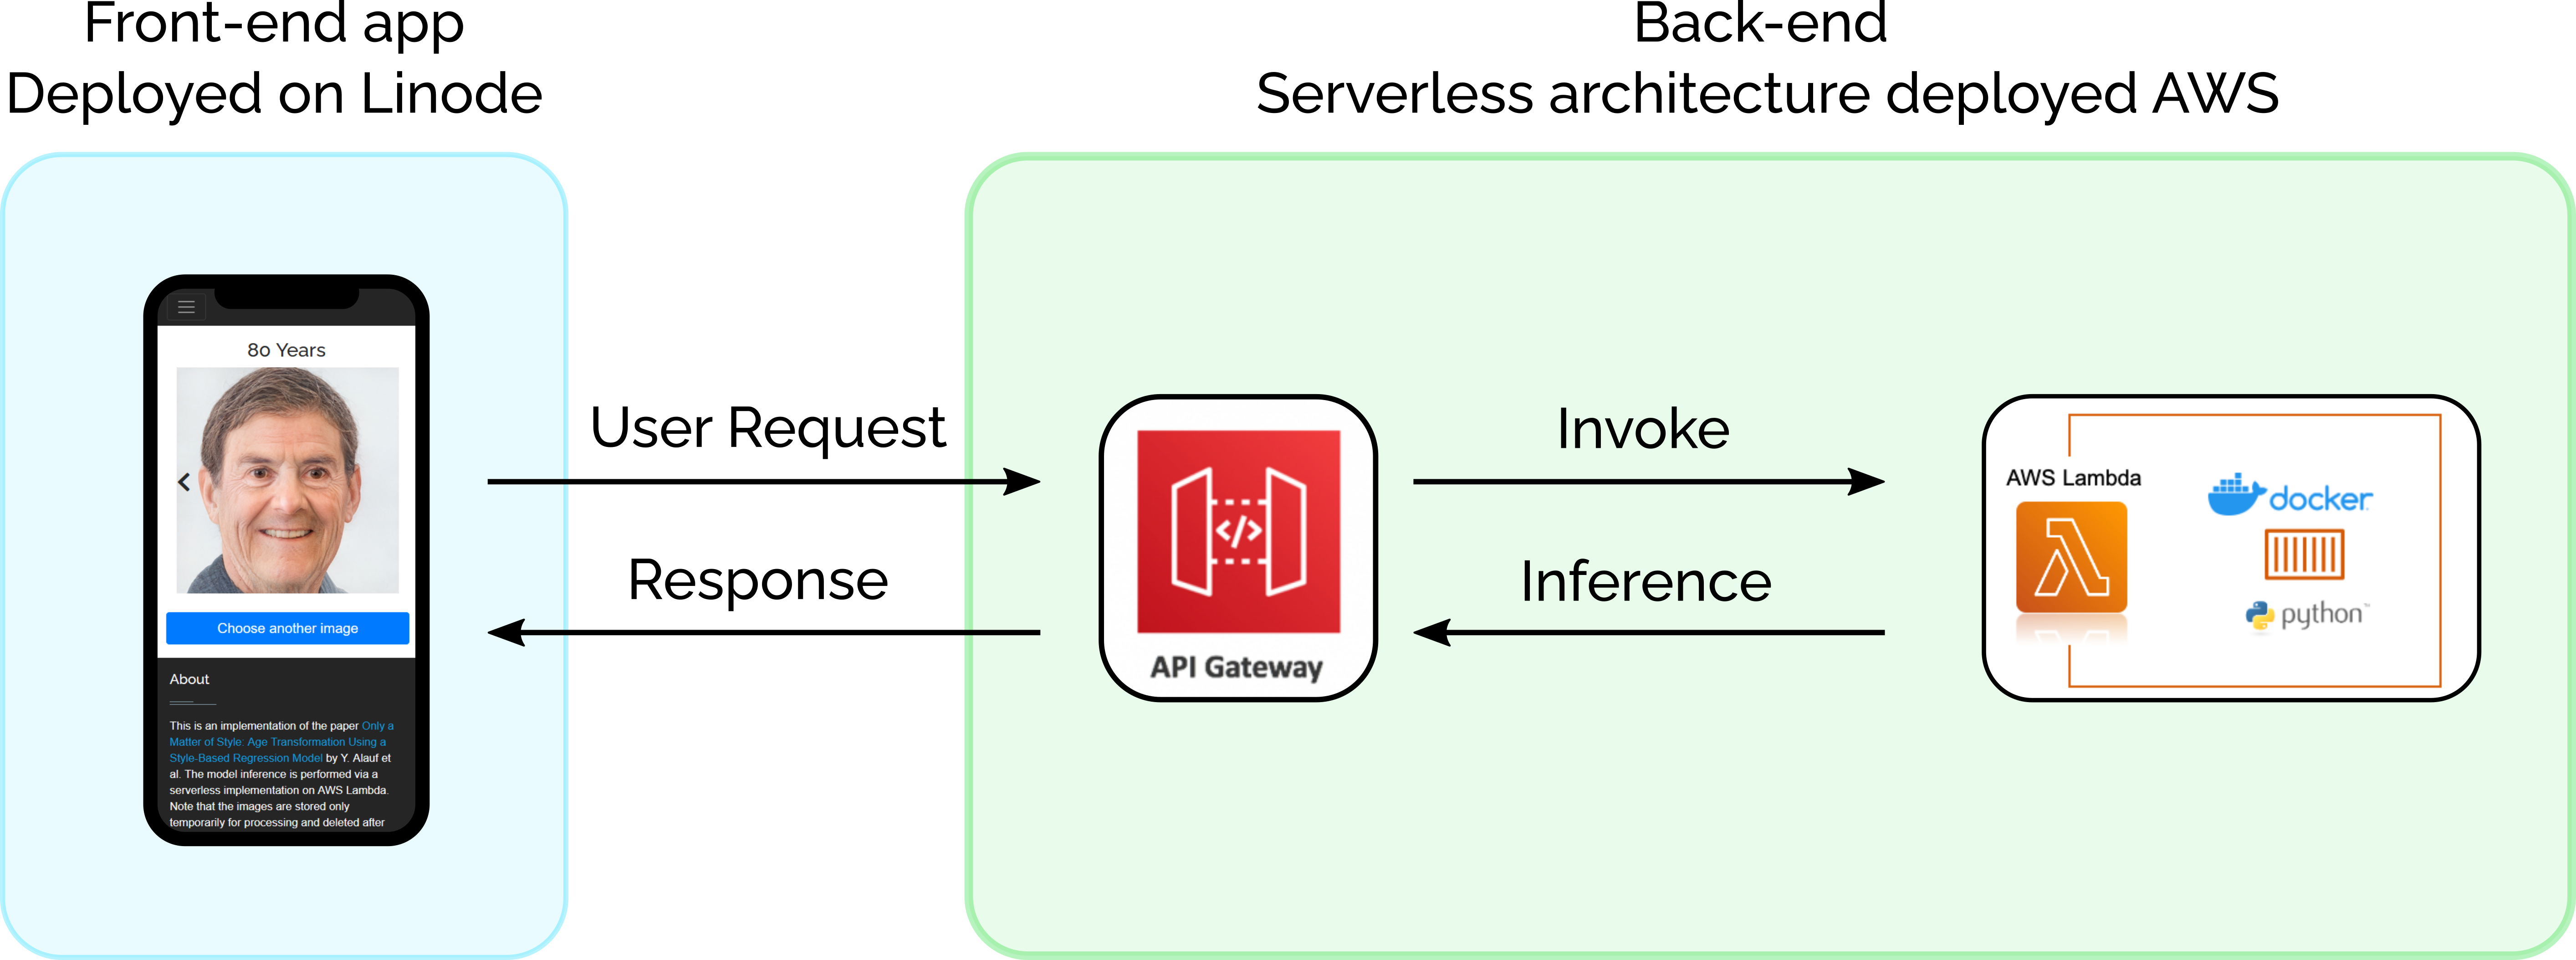 Front-end app
Deployed on Linode
Back-end
Serverless architecture deployed AWS
80 Years
Choose another image
About
This is an implementation of the paper Only a
Matter of Style: Age Transformation Using a
Style-Based Regression Model by Y. Alauf et
al. The model inference is performed via a
serverless implementation on AWS Lambda.
Note that the images are stored only
temporarily for processing and deleted after
User Request
Response
</>
API Gateway
Invoke
Inference
AWS Lambda
docker
python™